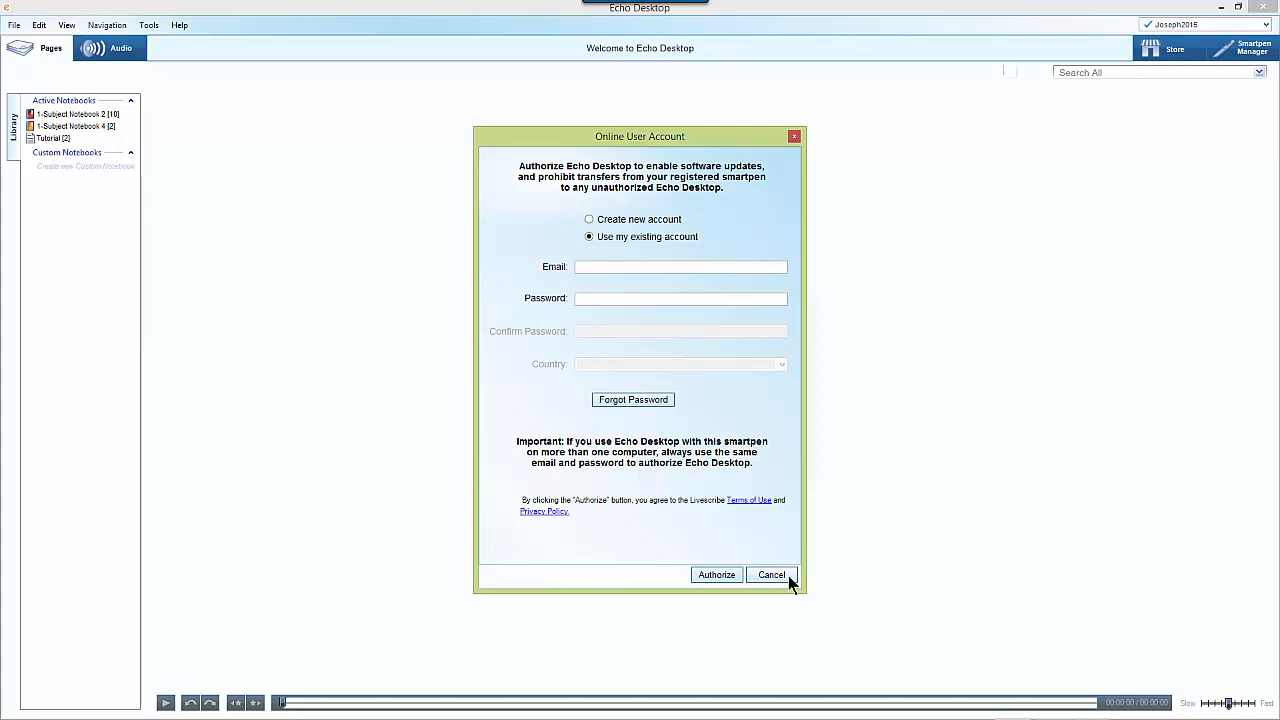 Echo Desktop
File Edit View Navigation Tools Help
Joseph2015
Pages Audio
Welcome to Echo Desktop
Store
Smartpen
Manager
Search All
Library
Active Notebooks
1-Subject Notebook 2 [10]
1-Subject Notebook 4 [2]
Tutorial [2]
Custom Notebooks
Create new Custom Notebook
Online User Account
Authorize Echo Desktop to enable software updates,
and prohibit transfers from your registered smartpen
to any unauthorized Echo Desktop.
Create new account
Use my existing account
Email:
Password:
Confirm Password:
Country:
Forgot Password
Important: If you use Echo Desktop with this smartpen
on more than one computer, always use the same
email and password to authorize Echo Desktop.
By clicking the "Authorize" button, you agree to the Livescribe Terms of Use and
Privacy Policy.
Authorize Cancel
00:00:00 / 00:00:00
Slow Fast